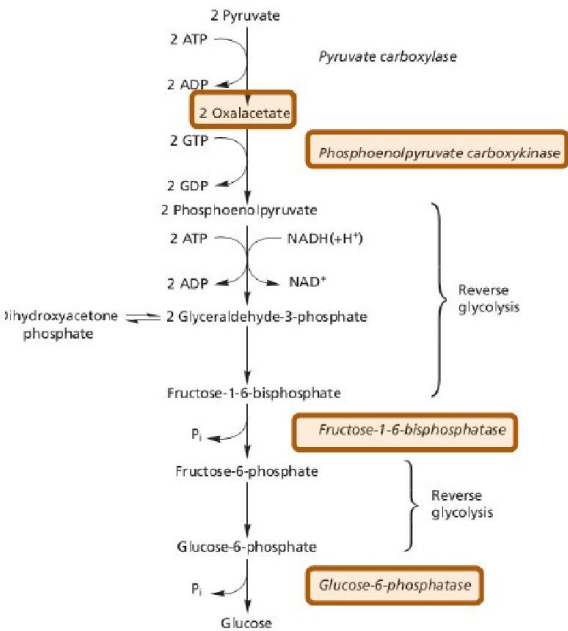 2 Pyruvate
2 ATP
Pyruvate carboxylase
2 ADP
2 Oxalacetate
2 GTP
Phosphoenolpyruvate carboxykinase
2 GDP
2 Phosphoenolpyruvate
2 ATP
NADH(+H⁺)
2 ADP
NAD⁺
Reverse
glycolysis
ihydroxyacetone
phosphate
2 Glyceraldehyde-3-phosphate
Fructose-1-6-bisphosphate
Pi
Fructose-1-6-bisphosphatase
Fructose-6-phosphate
Reverse
glycolysis
Glucose-6-phosphate
Pi
Glucose-6-phosphatase
Glucose